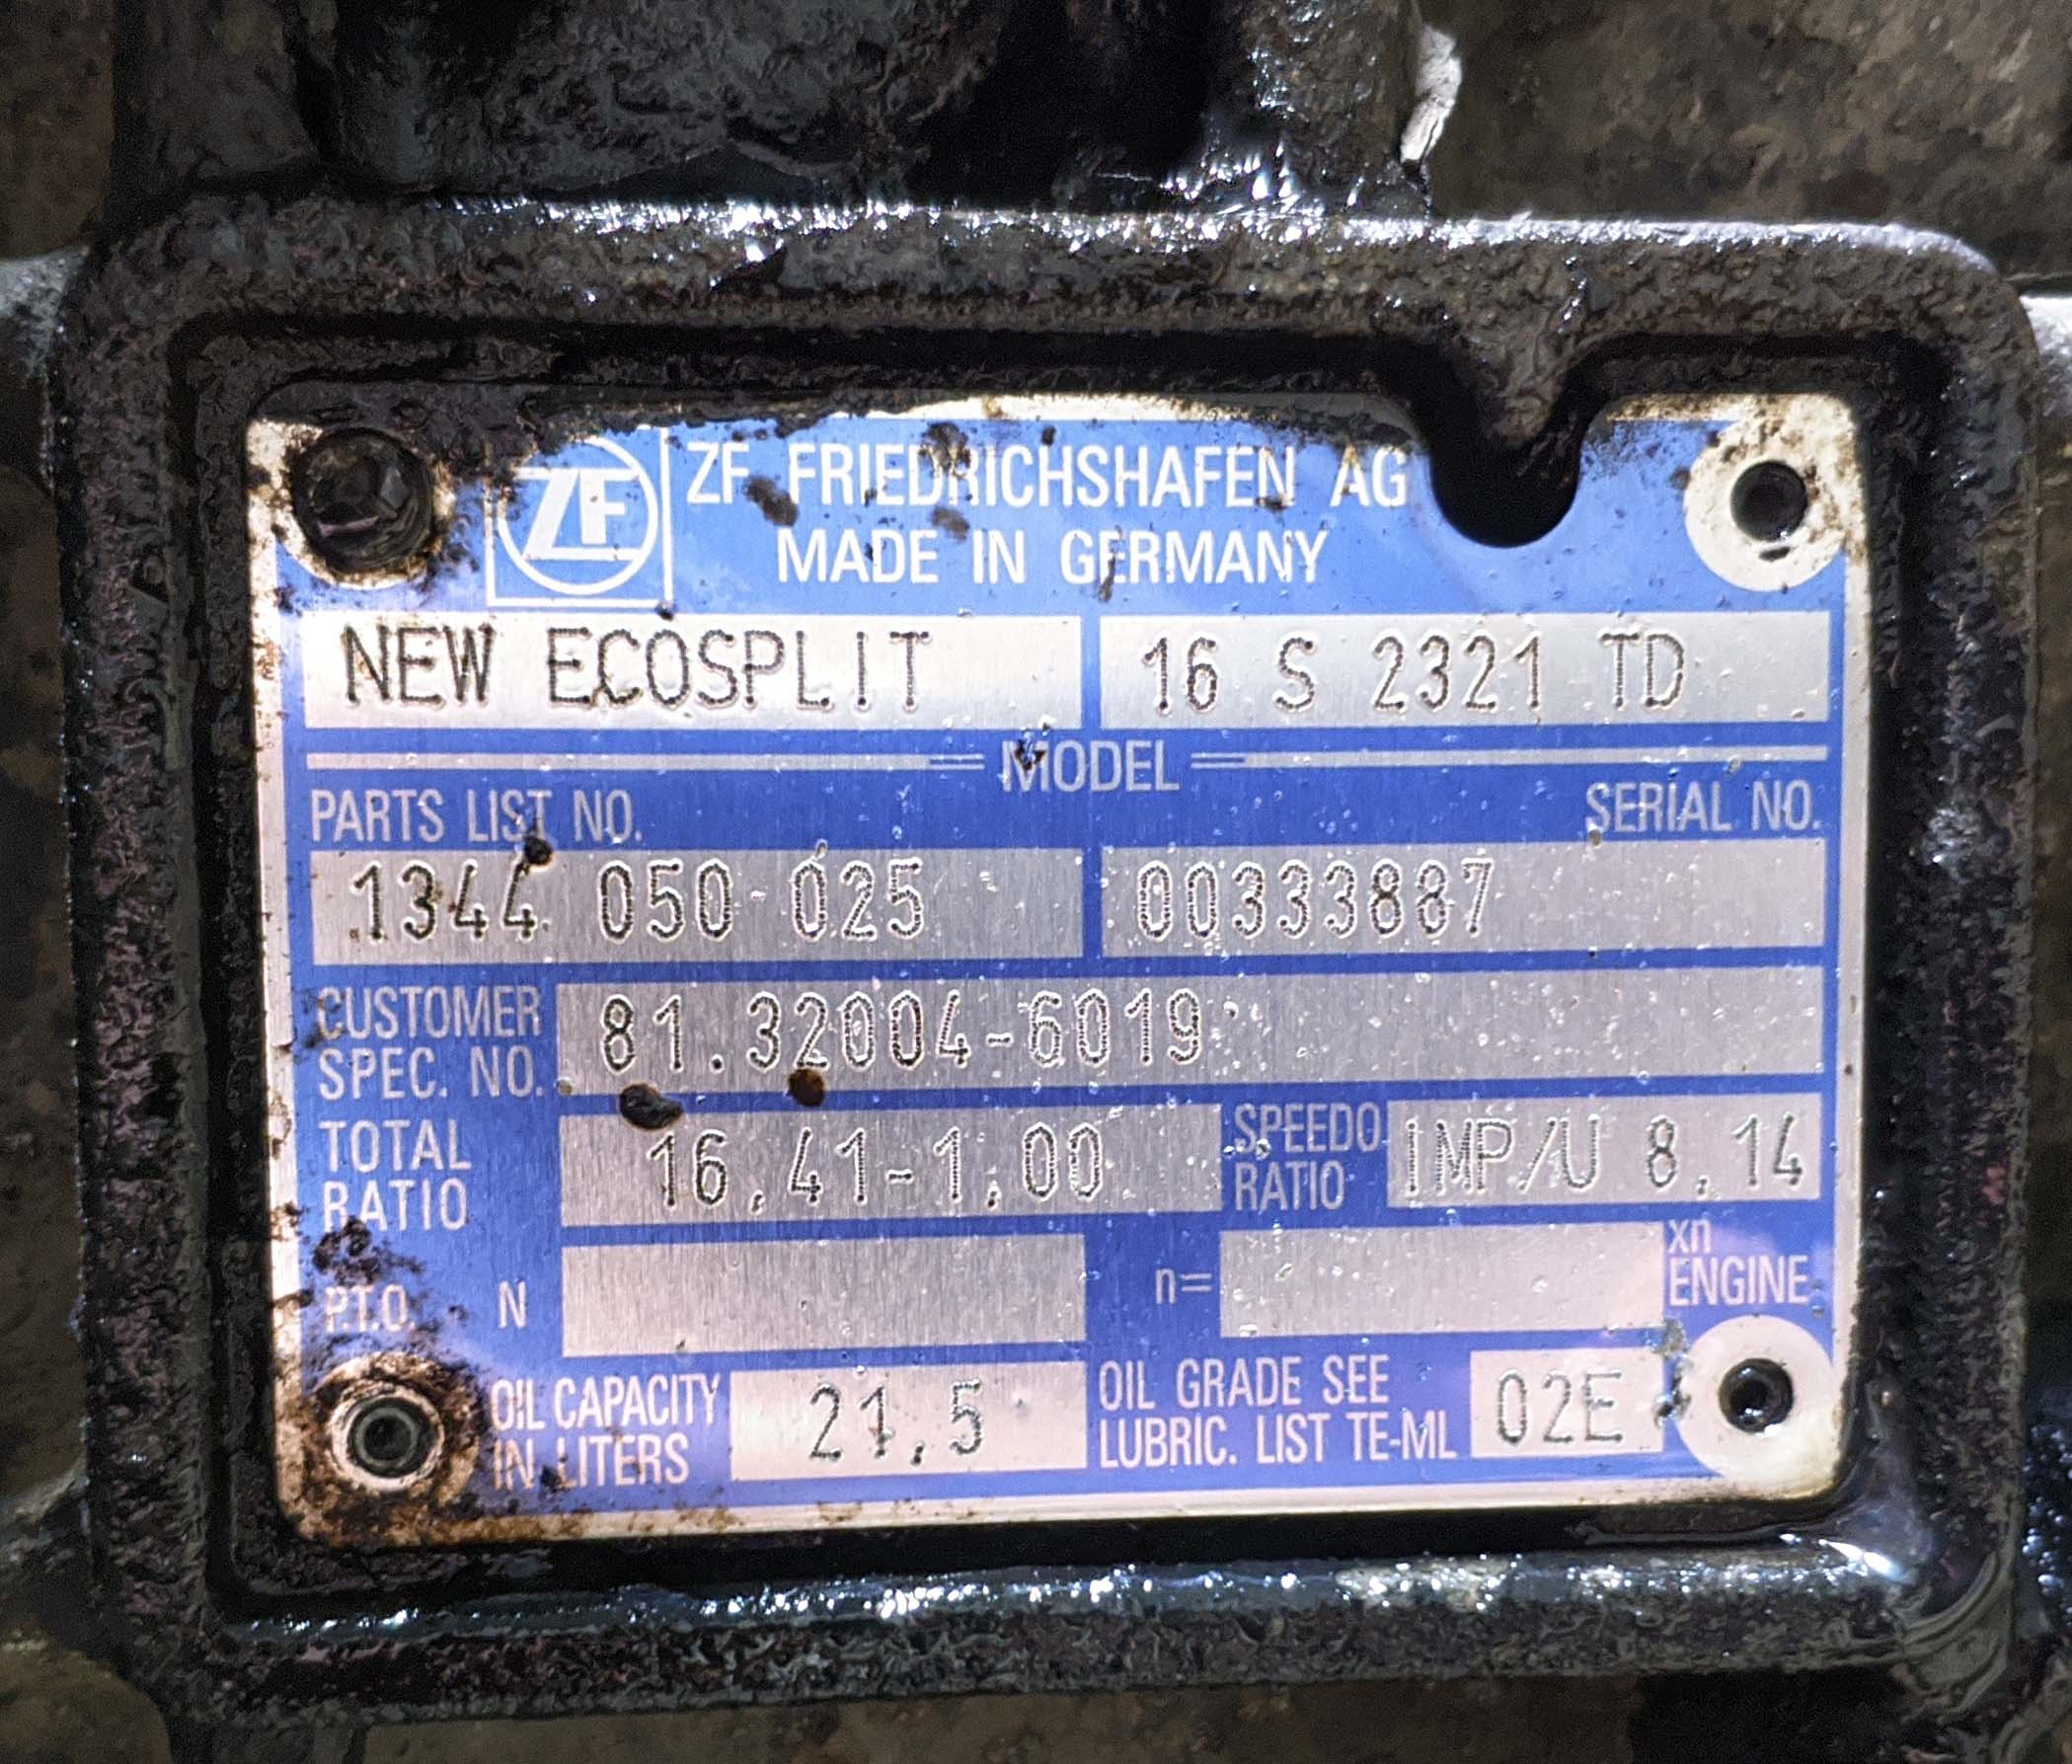 ZF
ZF FRIEDRICHSHAFEN AG
MADE IN GERMANY
NEW ECOSPLIT
16 S 2321 TD
MODEL
PARTS LIST NO.
SERIAL NO.
1344 050 025
00333887
CUSTOMER
SPEC. NO.
81.32004-6019
TOTAL
RATIO
16,41-1,00
SPEEDO
RATIO
IMP/U 8,14
P.T.O. N
n=
xn
ENGINE
OIL CAPACITY
IN LITERS
21,5
OIL GRADE SEE
LUBRIC. LIST TE-ML
02E